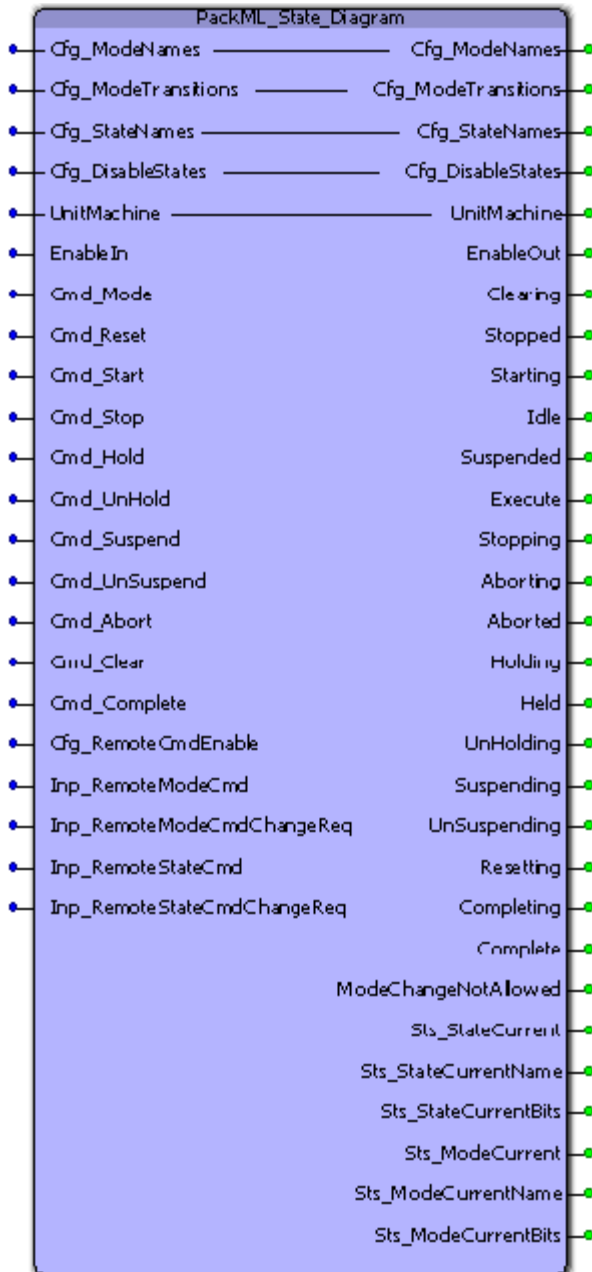 PackML_State_Diagram
Cfg_ModeNames Cfg_ModeNames
Cfg_ModeTransitions Cfg_ModeTransitions
Cfg_StateNames Cfg_StateNames
Cfg_DisableStates Cfg_DisableStates
UnitMachine UnitMachine
EnableIn EnableOut
Cmd_Mode Clearing
Cmd_Reset Stopped
Cmd_Start Starting
Cmd_Stop Idle
Cmd_Hold Suspended
Cmd_UnHold Execute
Cmd_Suspend Stopping
Cmd_UnSuspend Aborting
Cmd_Abort Aborted
Cmd_Clear Holding
Cmd_Complete Held
Cfg_RemoteCmdEnable UnHolding
Inp_RemoteModeCmd Suspending
Inp_RemoteModeCmdChangeReq UnSuspending
Inp_RemoteStateCmd Resetting
Inp_RemoteStateCmdChangeReq Completing
Complete
ModeChangeNotAllowed
Sts_StateCurrent
Sts_StateCurrentName
Sts_StateCurrentBits
Sts_ModeCurrent
Sts_ModeCurrentName
Sts_ModeCurrentBits